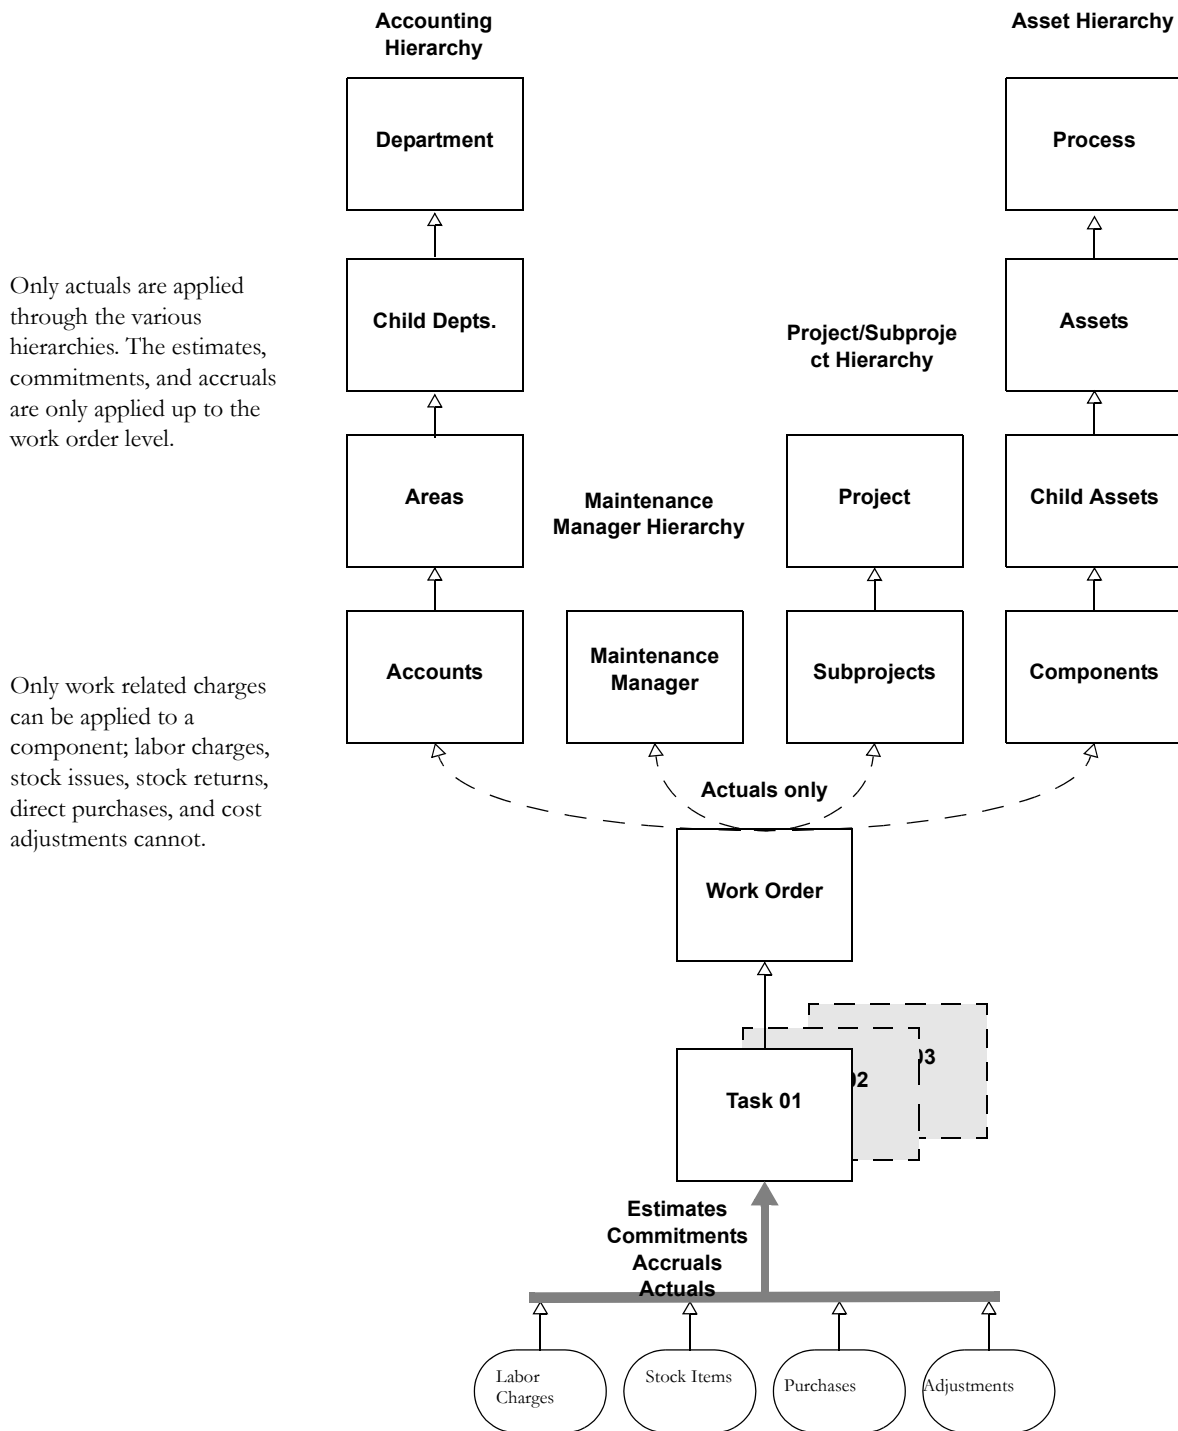 Accounting
Hierarchy
Asset Hierarchy
Department
Process
Only actuals are applied
through the various
hierarchies. The estimates,
commitments, and accruals
are only applied up to the
work order level.
Child Depts.
Assets
Project/Subproje
ct Hierarchy
Areas
Maintenance
Manager Hierarchy
Project
Child Assets
Accounts
Maintenance
Manager
Subprojects
Components
Only work related charges
can be applied to a
component; labor charges,
stock issues, stock returns,
direct purchases, and cost
adjustments cannot.
Actuals only
Work Order
03
02
Task 01
Estimates
Commitments
Accruals
Actuals
Labor
Charges
Stock Items
Purchases
Adjustments